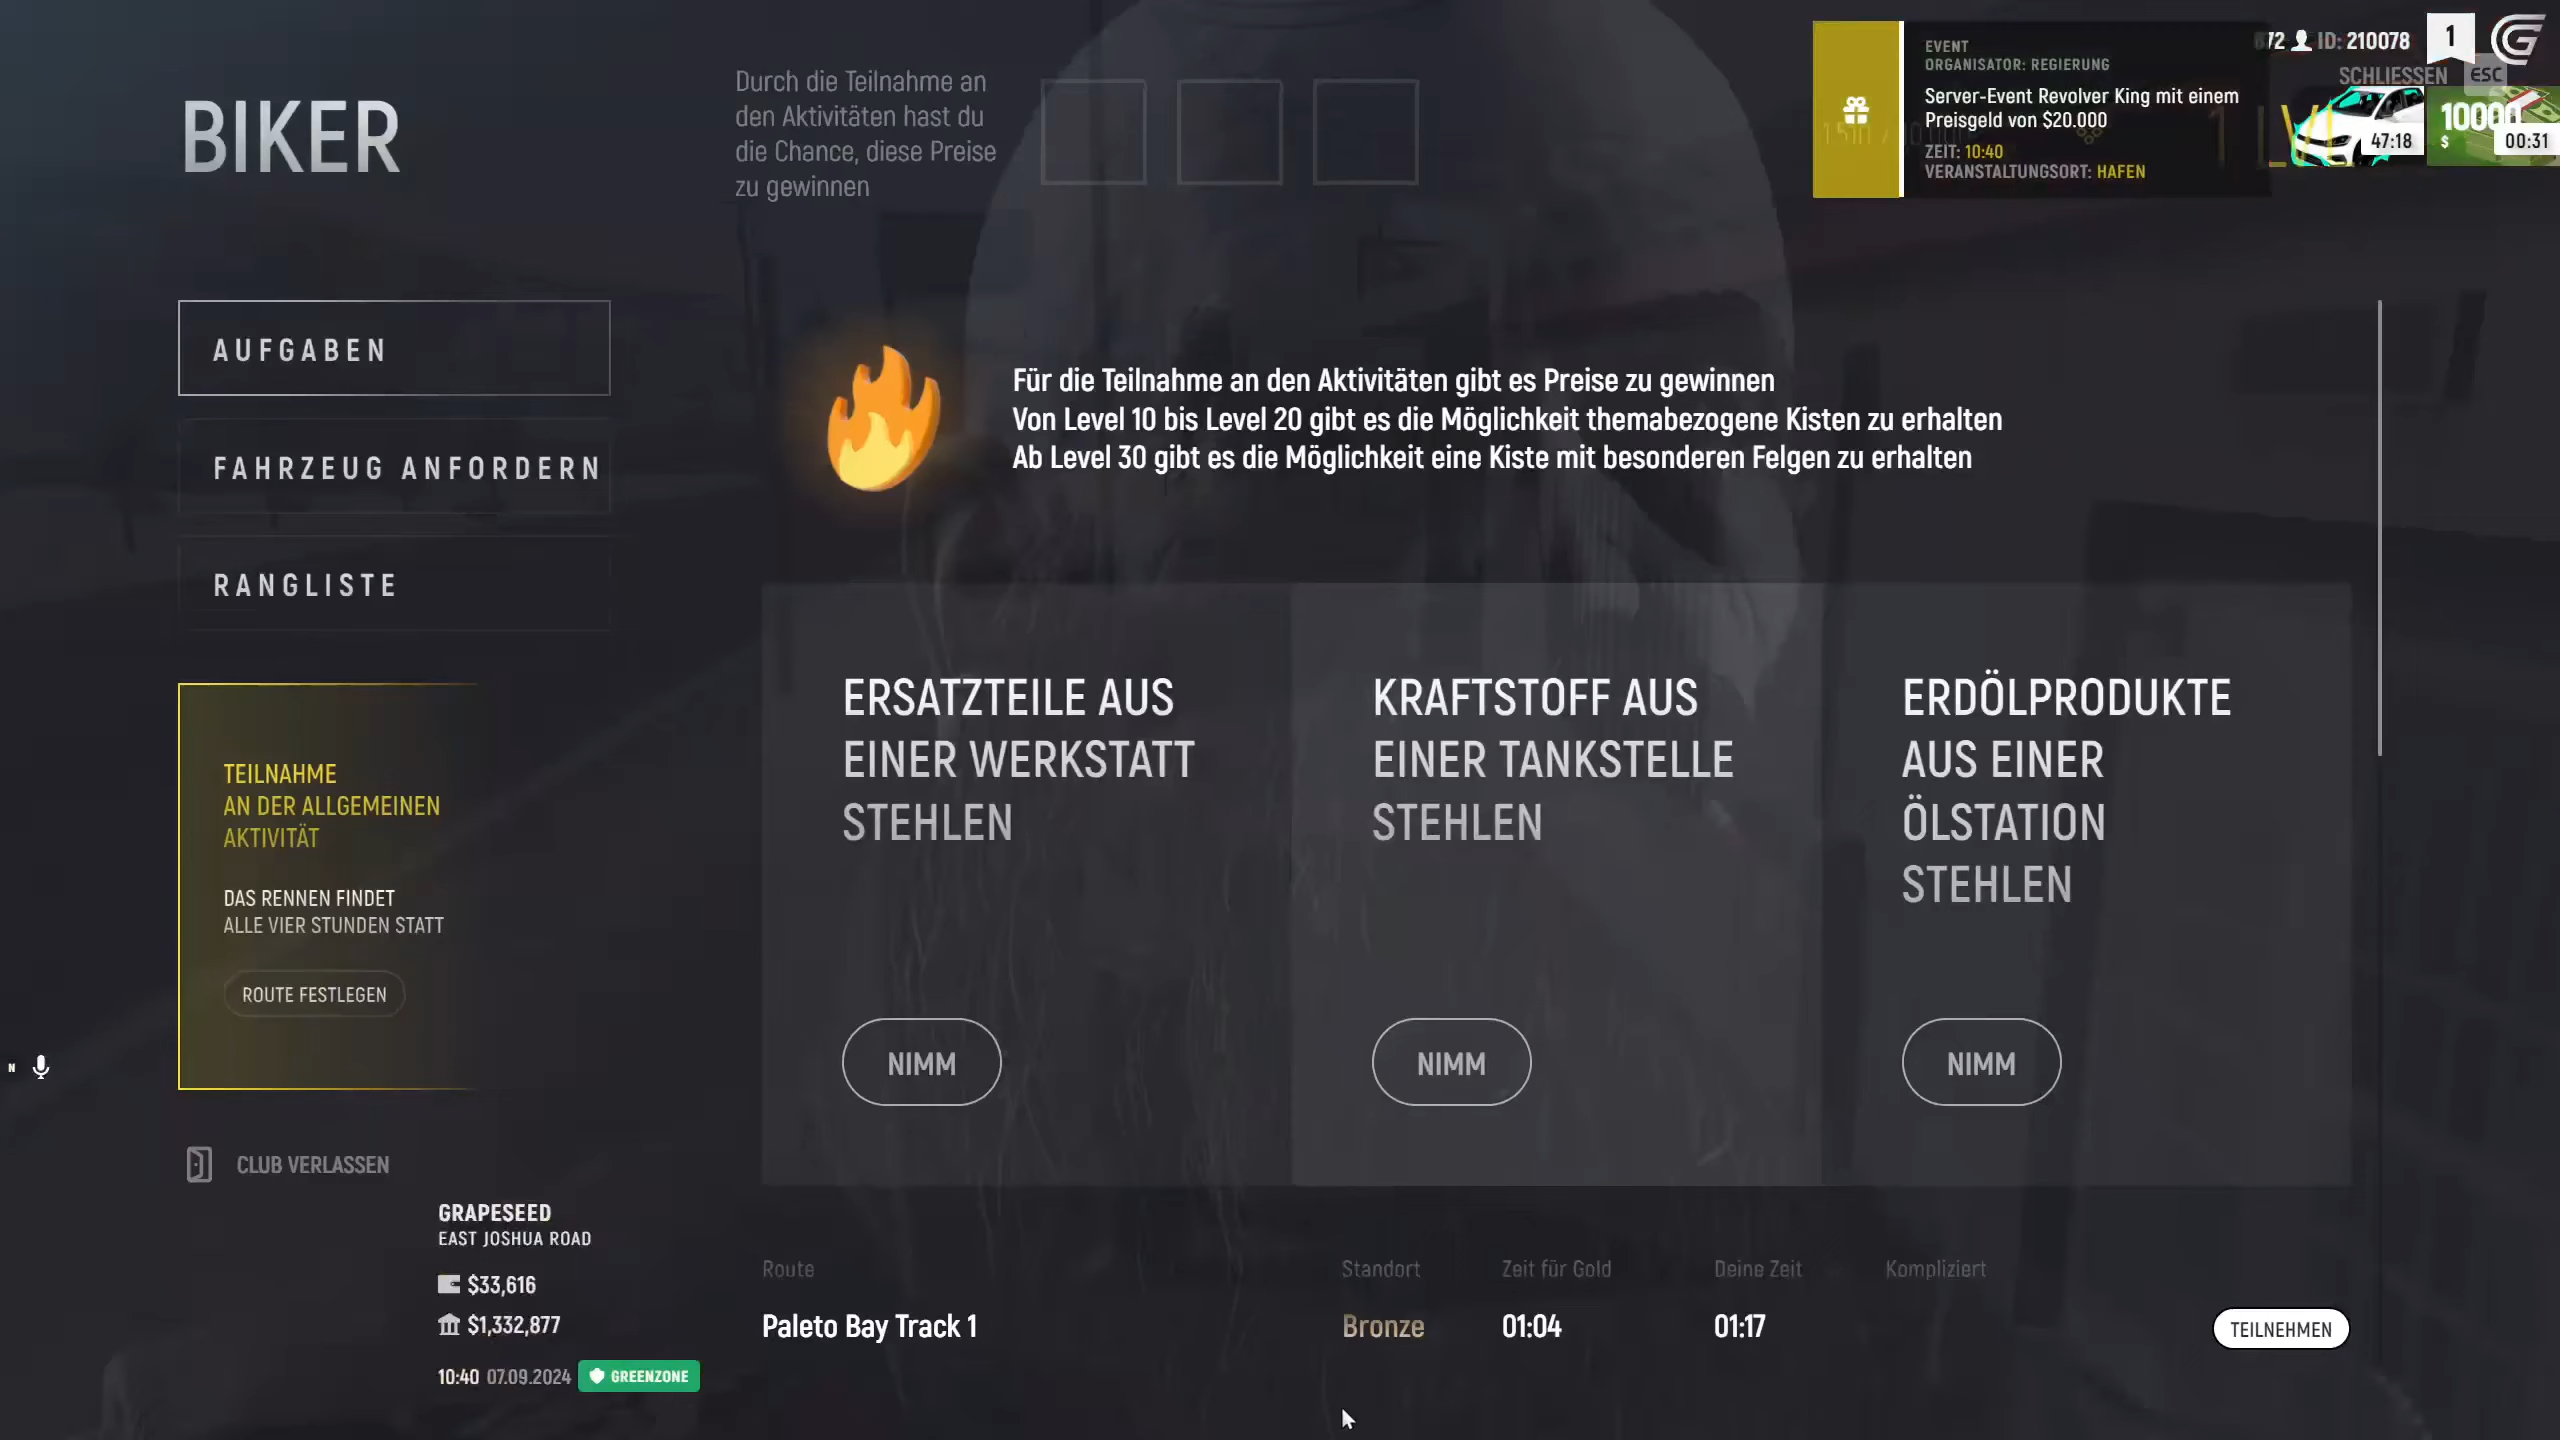 BIKER
Durch die Teilnahme an
den Aktivitäten hast du
die Chance, diese Preise
zu gewinnen
EVENT
ORGANISATOR: REGIERUNG
Server-Event Revolver King mit einem
Preisgeld von $20.000
ZEIT: 10:40
VERANSTALTUNGSORT: HAFEN
ID: 210078
1
SCHLIESSEN ESC
47:18
10000
$
00:31
AUFGABEN
FAHRZEUG ANFORDERN
RANGLISTE
Für die Teilnahme an den Aktivitäten gibt es Preise zu gewinnen
Von Level 10 bis Level 20 gibt es die Möglichkeit themabezogene Kisten zu erhalten
Ab Level 30 gibt es die Möglichkeit eine Kiste mit besonderen Felgen zu erhalten
TEILNAHME
AN DER ALLGEMEINEN
AKTIVITÄT
DAS RENNEN FINDET
ALLE VIER STUNDEN STATT
ROUTE FESTLEGEN
ERSATZTEILE AUS
EINER WERKSTATT
STEHLEN
NIMM
KRAFTSTOFF AUS
EINER TANKSTELLE
STEHLEN
NIMM
ERDÖLPRODUKTE
AUS EINER
ÖLSTATION
STEHLEN
NIMM
N
CLUB VERLASSEN
GRAPESEED
EAST JOSHUA ROAD
$33,616
$1,332,877
10:40 07.09.2024 GREENZONE
Route Standort Zeit für Gold Deine Zeit Kompliziert
Paleto Bay Track 1 Bronze 01:04 01:17 TEILNEHMEN